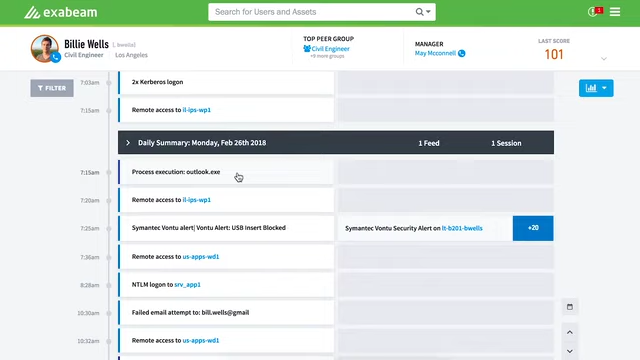 exabeam
Search for Users and Assets
1
Billie Wells [ bwells]
Civil Engineer Los Angeles
TOP PEER GROUP
Civil Engineer
+9 more groups
MANAGER
May Mcconnell
LAST SCORE
101
FILTER
7:03am 2x Kerberos logon
7:15am Remote access to il-ips-wp1
Daily Summary: Monday, Feb 26th 2018 1 Feed 1 Session
7:15am Process execution: outlook.exe
7:20am Remote access to il-ips-wp1
7:25am Symantec Vontu alert| Vontu Alert: USB Insert Blocked Symantec Vontu Security Alert on lt-b201-bwells +20
7:36am Remote access to us-apps-wd1
8:28am NTLM logon to srv_app1
10:30am Failed email attempt to: bill.wells@gmail
10:32am Remote access to us-apps-wd1